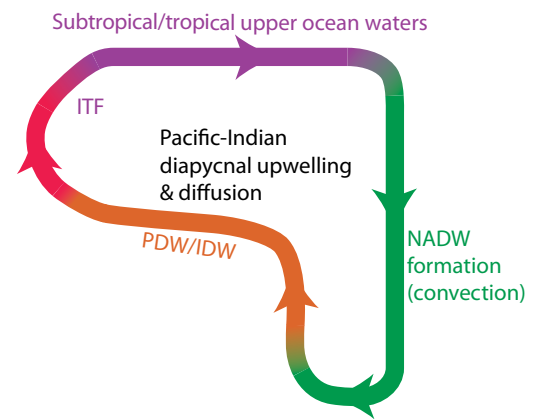 Subtropical/tropical upper ocean waters
ITF
Pacific-Indian
diapycnal upwelling
& diffusion
PDW/IDW
NADW
formation
(convection)